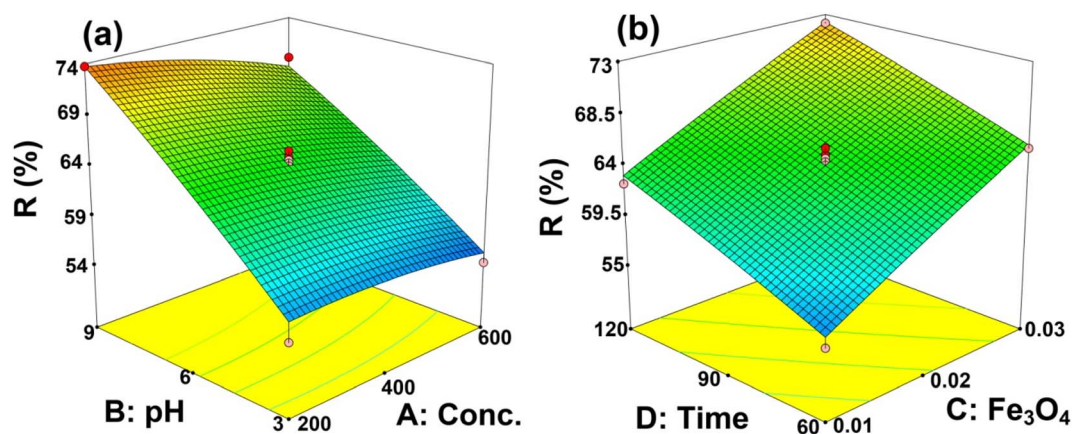 (a)
74
69
64
59
54
R (%)
9
6
3
200
400
600
B: pH
A: Conc.
(b)
73
68.5
64
59.5
55
R (%)
120
90
60
0.01
0.02
0.03
D: Time
C: Fe₃O₄